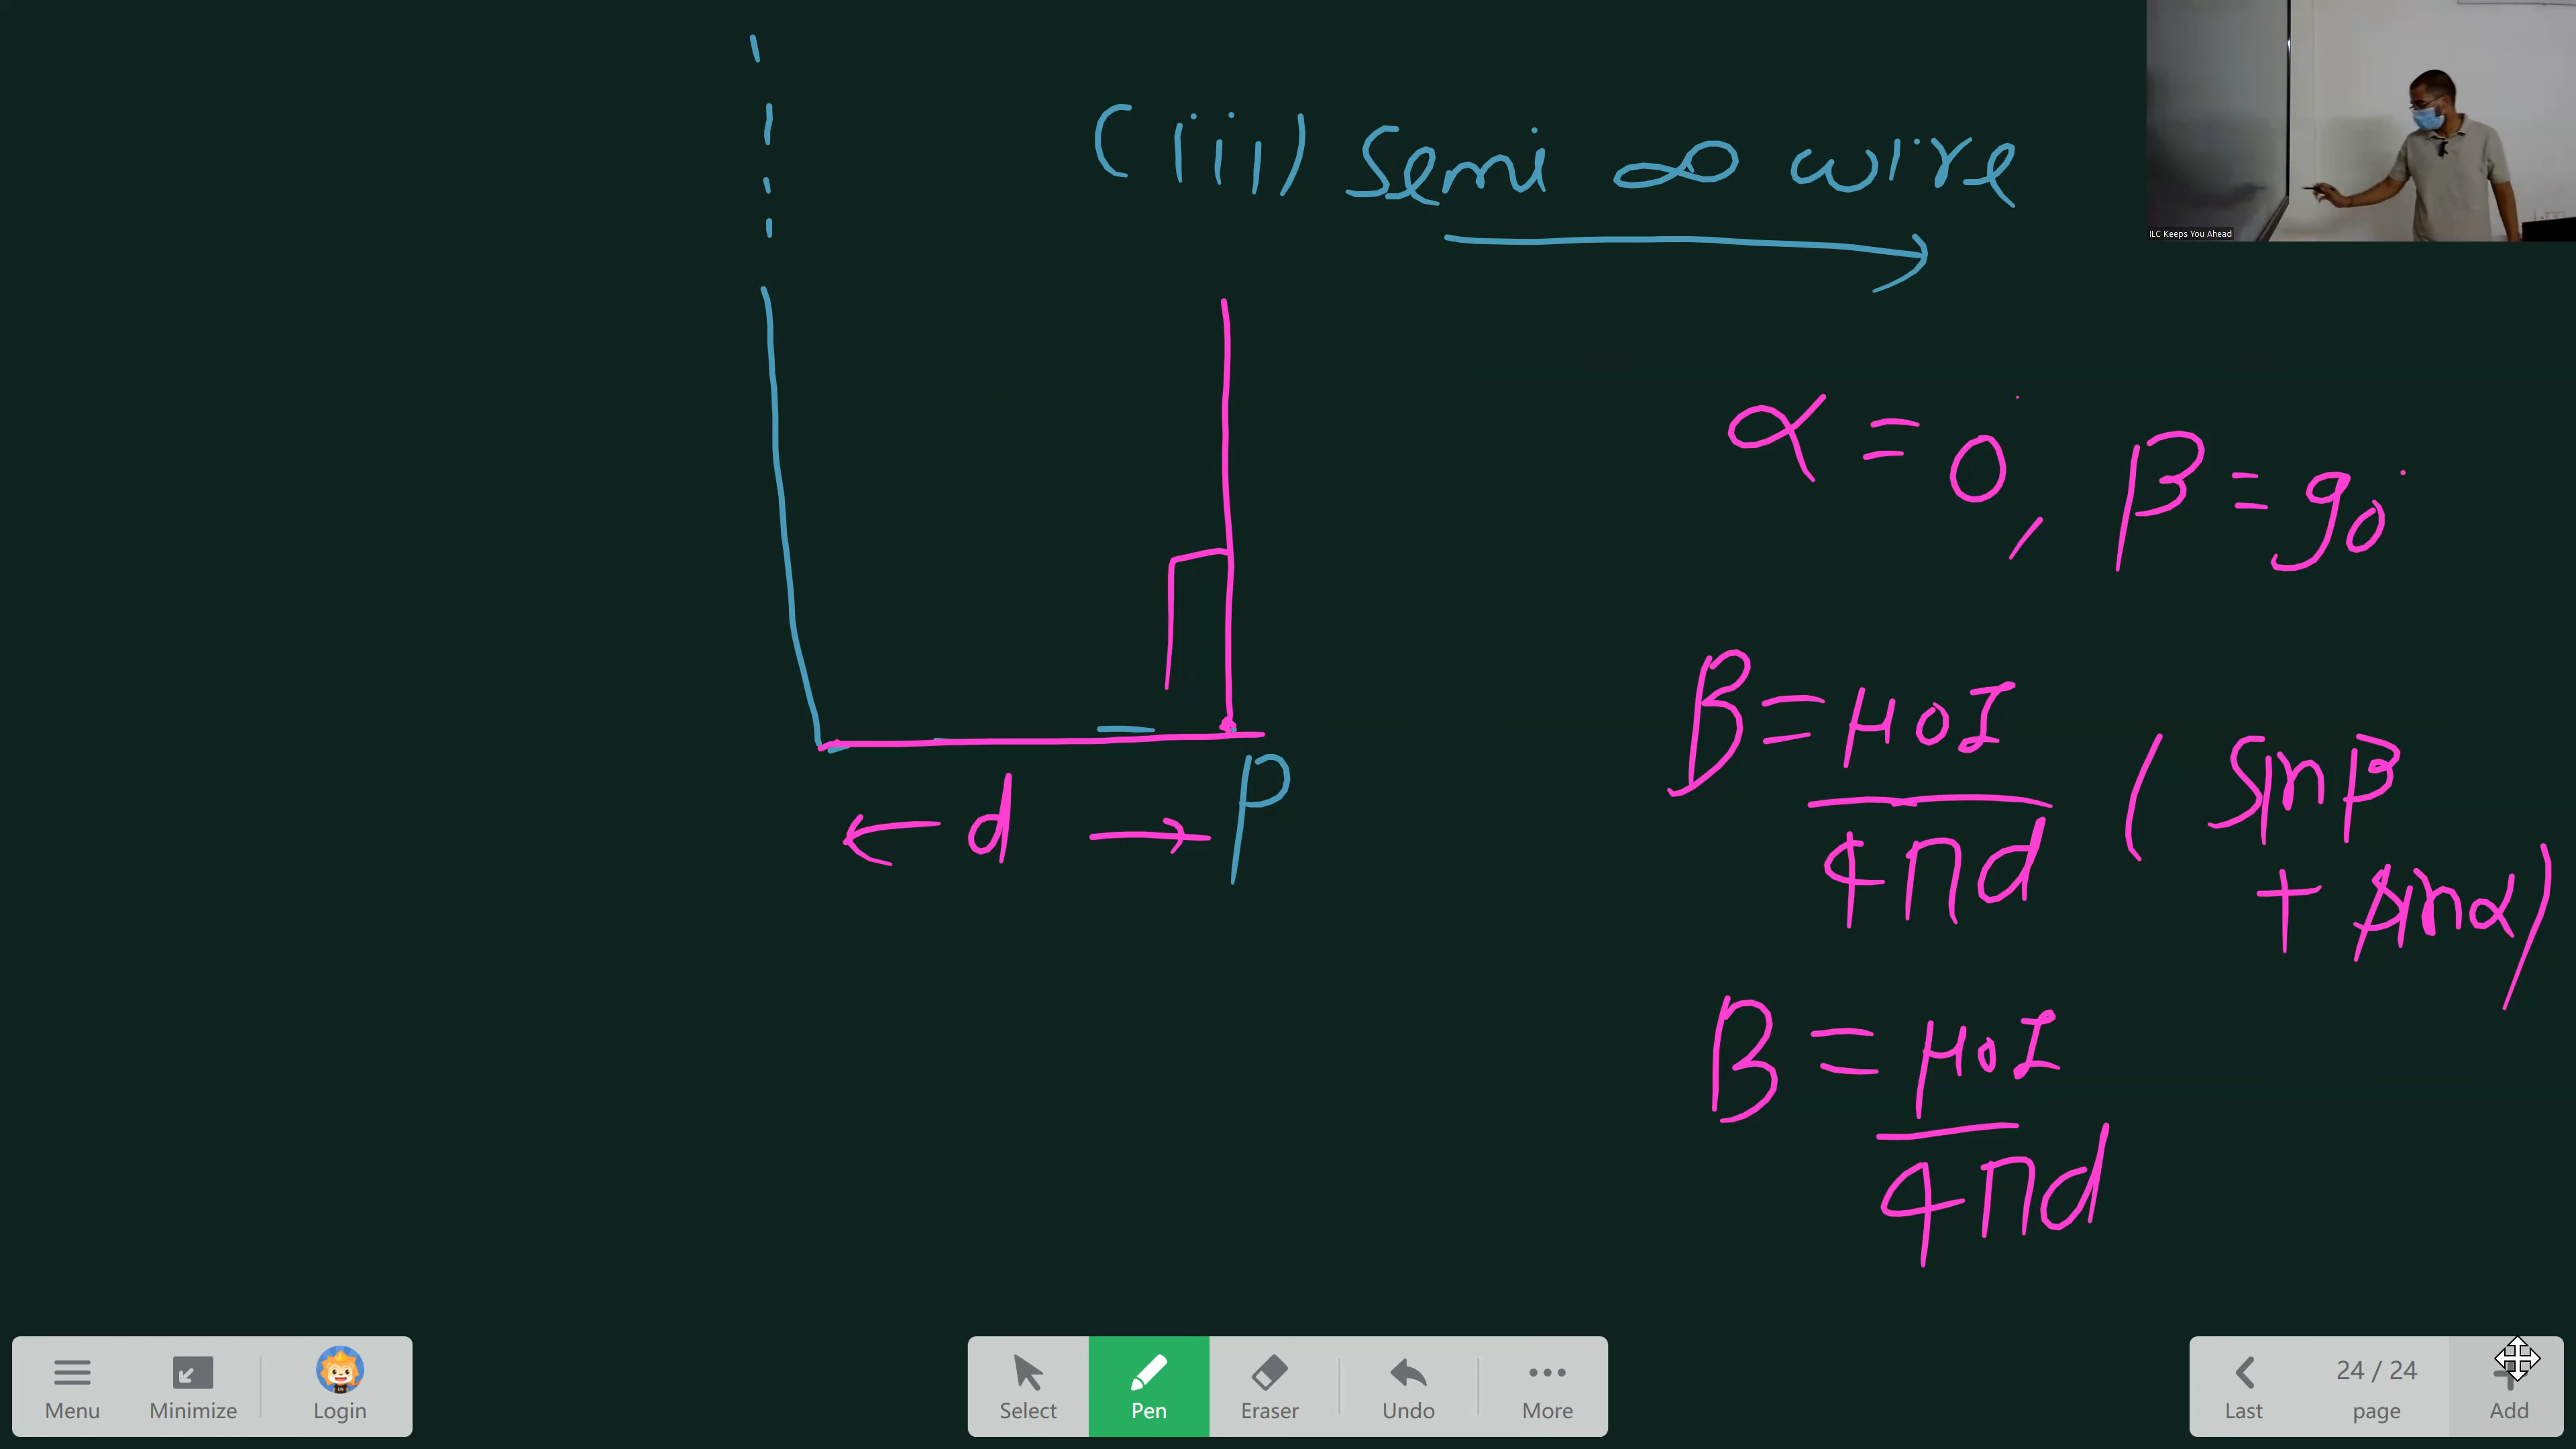 (iii) Semi ∞ wire
α = 0°, β = 90°
B = μ₀I / 4πd (Sinβ + sinα)
B = μ₀I / 4πd
d
P
ILC Keeps You Ahead
Menu
Minimize
Login
Select
Pen
Eraser
Undo
More
Last
24 / 24
page
Add